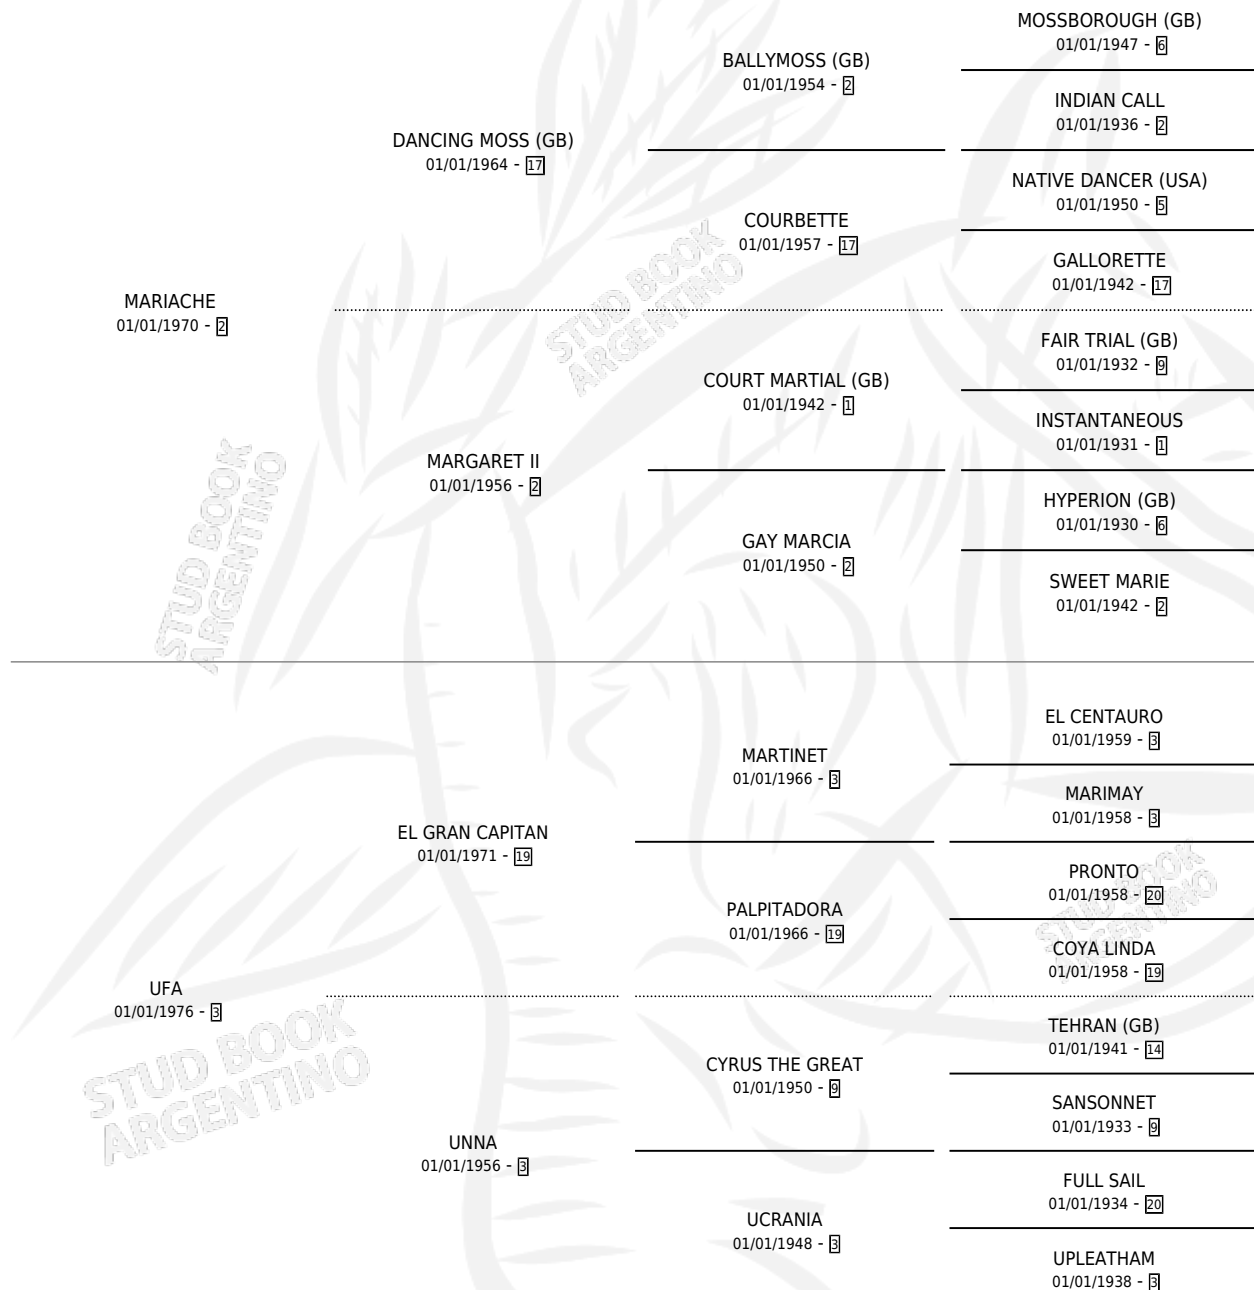 MOSSBOROUGH (GB)
01/01/1947 - 6
BALLYMOSS (GB)
01/01/1954 - 2
INDIAN CALL
01/01/1936 - 2
DANCING MOSS (GB)
01/01/1964 - 17
NATIVE DANCER (USA)
01/01/1950 - 5
COURBETTE
01/01/1957 - 17
GALLORETTE
01/01/1942 - 17
MARIACHE
01/01/1970 - 2
FAIR TRIAL (GB)
01/01/1932 - 9
COURT MARTIAL (GB)
01/01/1942 - 1
INSTANTANEOUS
01/01/1931 - 1
MARGARET II
01/01/1956 - 2
HYPERION (GB)
01/01/1930 - 6
GAY MARCIA
01/01/1950 - 2
SWEET MARIE
01/01/1942 - 2
EL CENTAURO
01/01/1959 - 3
MARTINET
01/01/1966 - 3
MARIMAY
01/01/1958 - 3
EL GRAN CAPITAN
01/01/1971 - 19
PRONTO
01/01/1958 - 20
PALPITADORA
01/01/1966 - 19
COYA LINDA
01/01/1958 - 19
UFA
01/01/1976 - 3
TEHRAN (GB)
01/01/1941 - 14
CYRUS THE GREAT
01/01/1950 - 9
SANSONNET
01/01/1933 - 9
UNNA
01/01/1956 - 3
FULL SAIL
01/01/1934 - 20
UCRANIA
01/01/1948 - 3
UPLEATHAM
01/01/1938 - 3
STUD BOOK
ARGENTINO
STUD BOOK
ARGENTINO
STUD BOOK
ARGENTINO
STUD BOOK
ARGENTINO